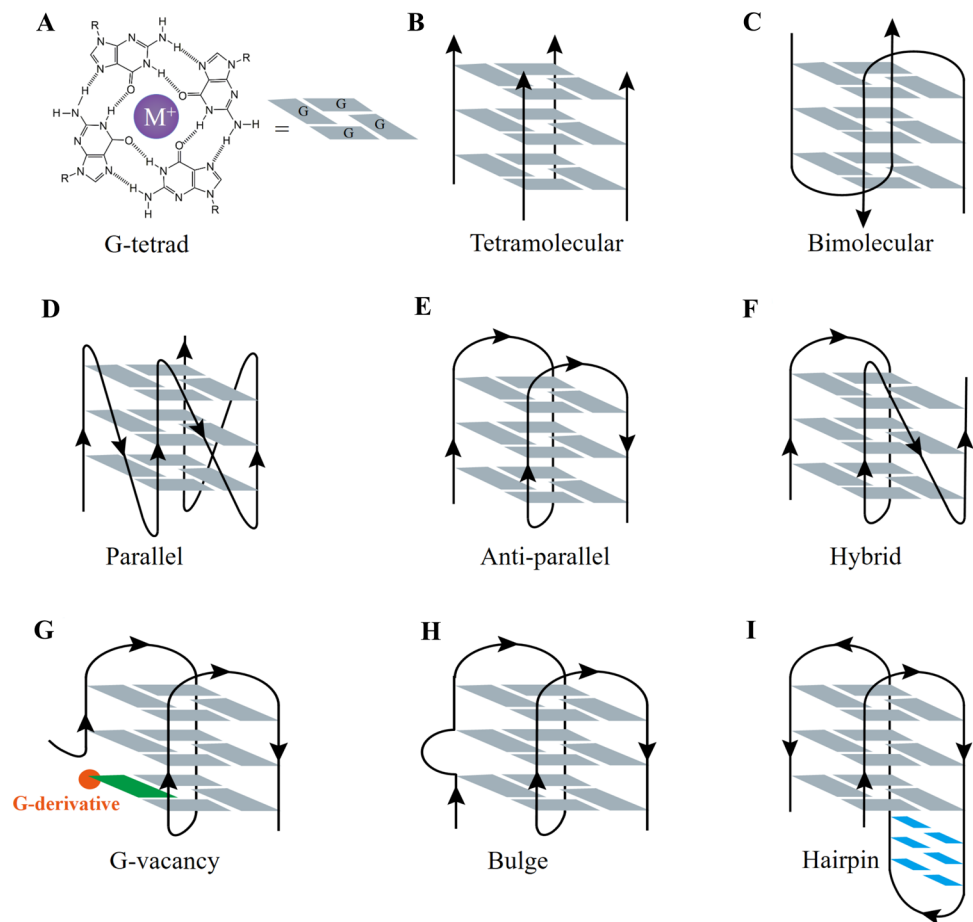 A
B
C
R
N
N
N
H
H
N
N
H
O
R
N
N
N
N
O
H
N
H
H
M⁺
H
N
H
N
N
O
N
N
R
O
H
N
N
N
N
N
R
H
N
H
=
G
G
G
G
G-tetrad
Tetramolecular
Bimolecular
D
E
F
Parallel
Anti-parallel
Hybrid
G
H
I
G-derivative
G-vacancy
Bulge
Hairpin